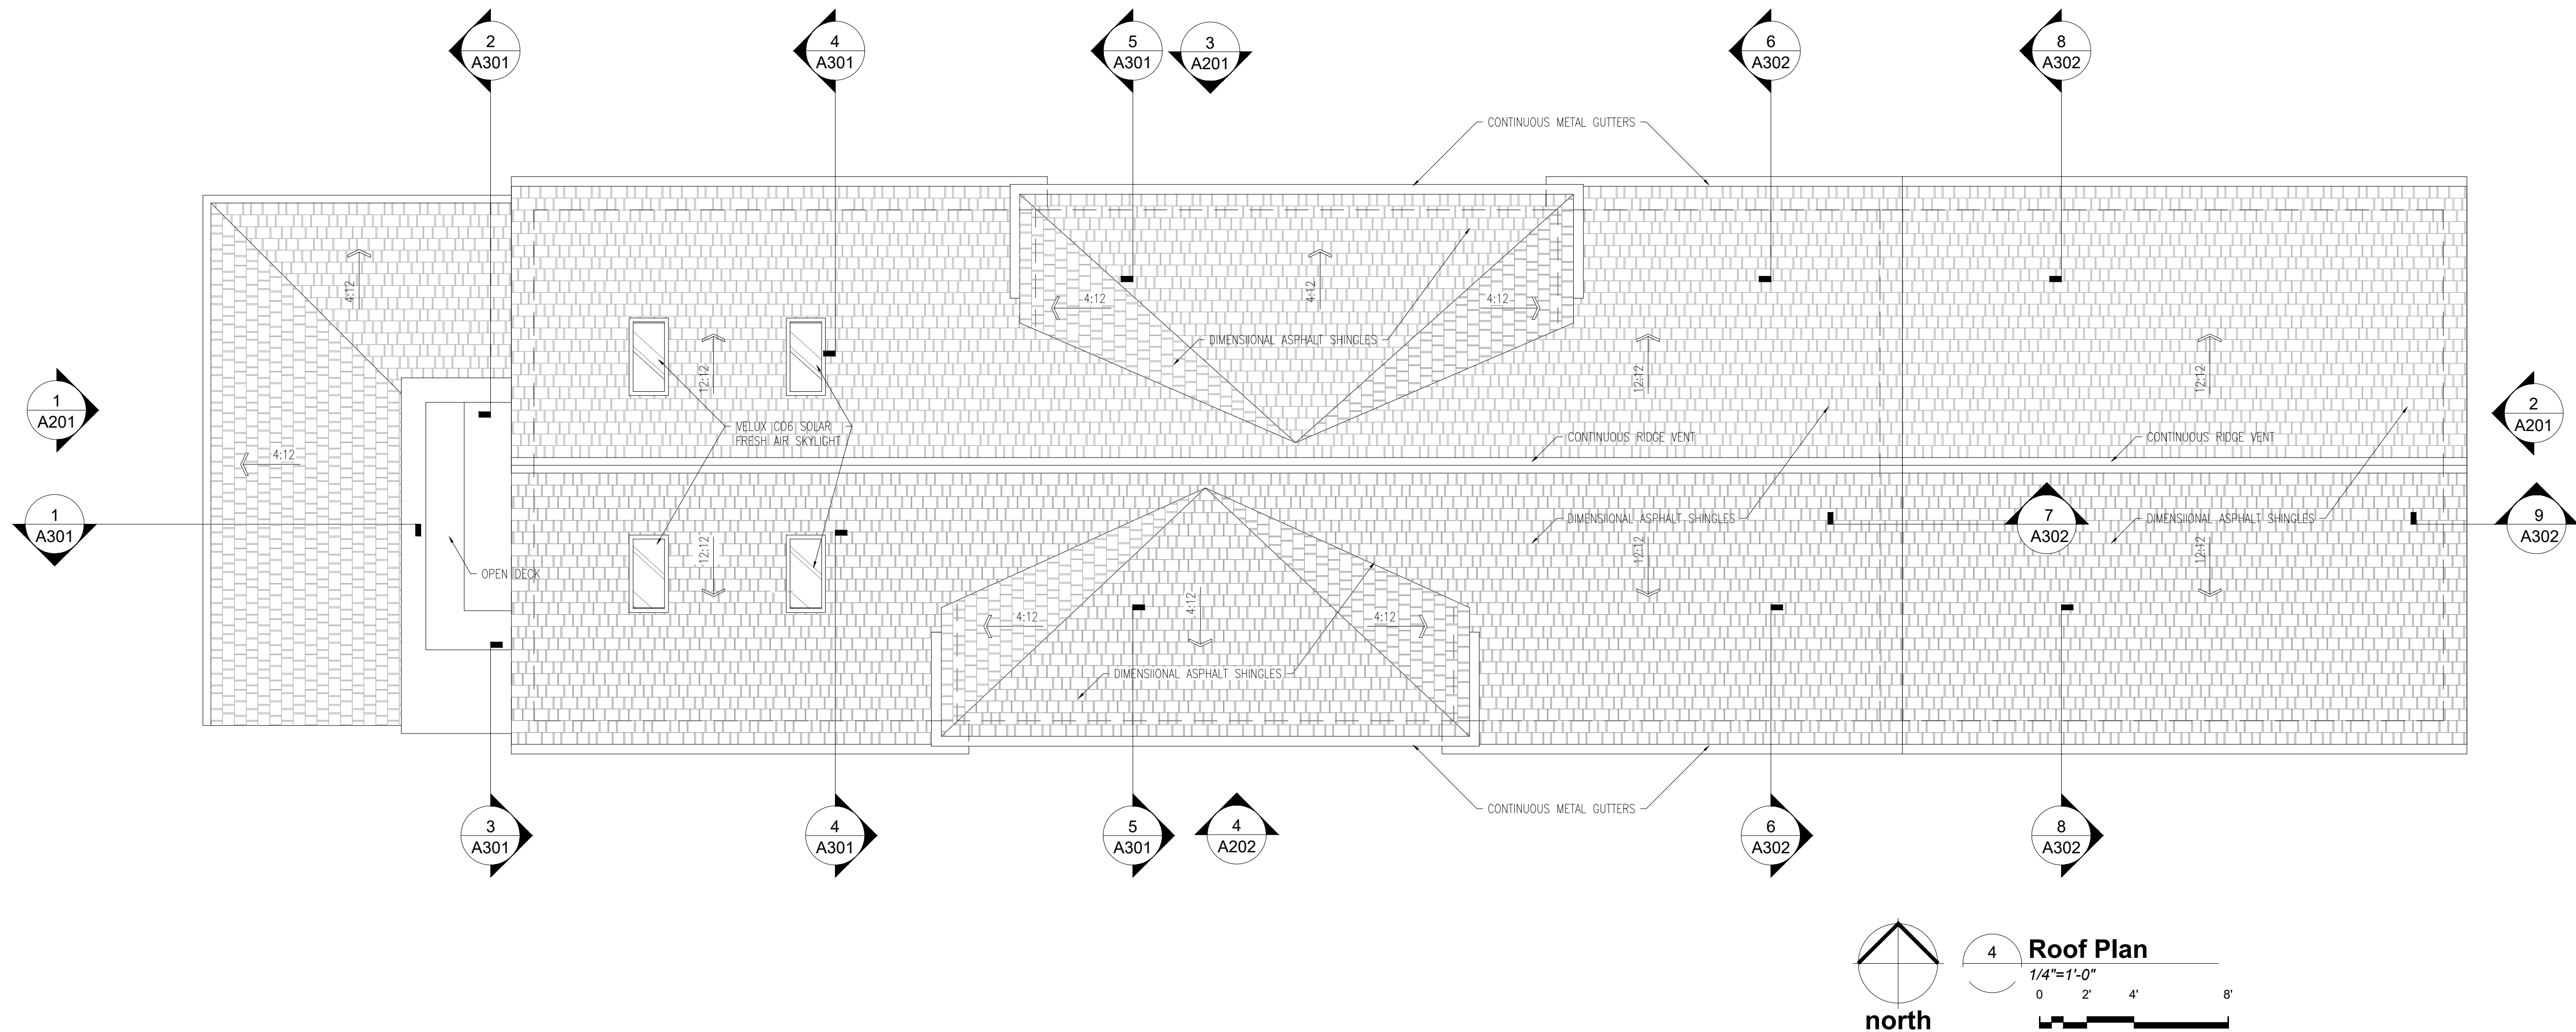 2
A301
4
A301
5
A301
3
A201
6
A302
8
A302
CONTINUOUS METAL GUTTERS
4:12
4:12
4:12
4:12
DIMENSIIONAL ASPHALT SHINGLES
12:12
12:12
12:12
1
A201
2
A201
VELUX C06 SOLAR
FRESH AIR SKYLIGHT
CONTINUOUS RIDGE VENT
CONTINUOUS RIDGE VENT
4:12
1
A301
DIMENSIIONAL ASPHALT SHINGLES
7
A302
DIMENSIIONAL ASPHALT SHINGLES
9
A302
OPEN DECK
12:12
12:12
12:12
4:12
4:12
4:12
DIMENSIIONAL ASPHALT SHINGLES
CONTINUOUS METAL GUTTERS
3
A301
4
A301
5
A301
4
A202
6
A302
8
A302
north
4
Roof Plan
1/4"=1'-0"
0 2' 4' 8'